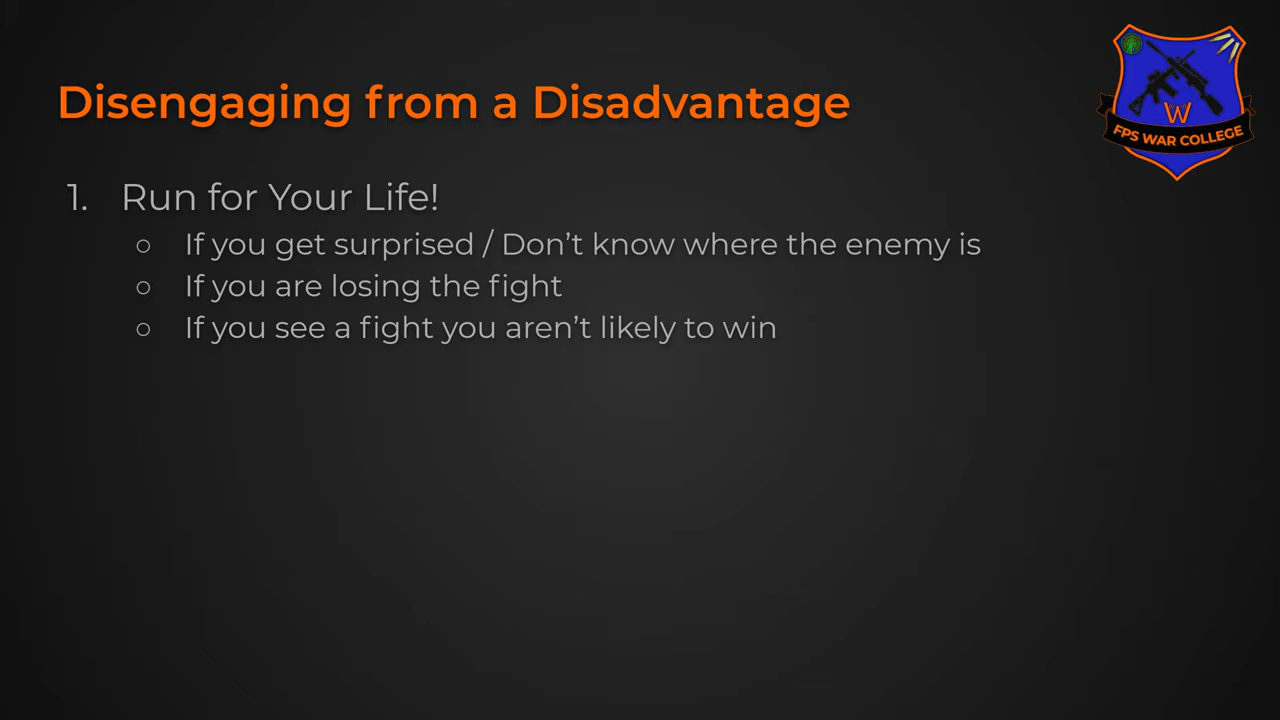 Disengaging from a Disadvantage
W
FPS WAR COLLEGE
1. Run for Your Life!
○ If you get surprised / Don't know where the enemy is
○ If you are losing the fight
○ If you see a fight you aren't likely to win